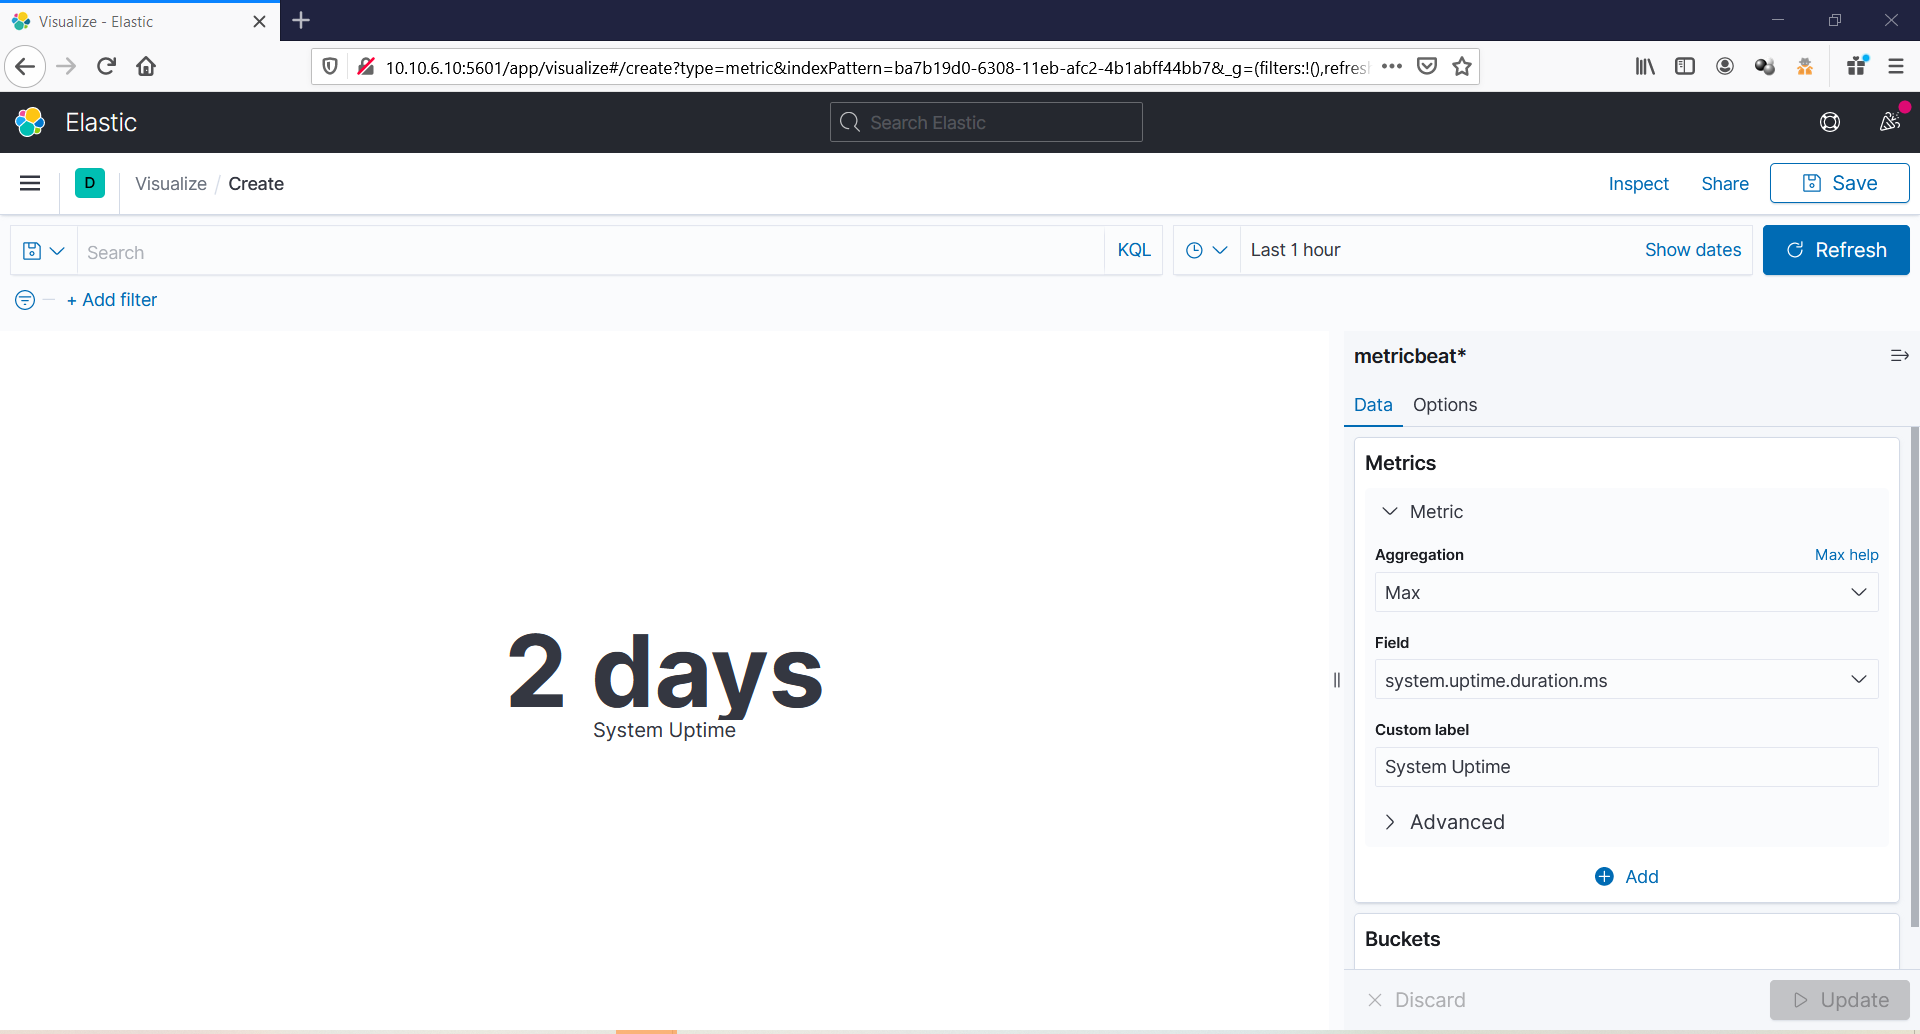 Visualize - Elastic
10.10.6.10:5601/app/visualize#/create?type=metric&indexPattern=ba7b19d0-6308-11eb-afc2-4b1abff44bb7&_g=(filters:!(),refresh
Elastic
Search Elastic
D Visualize / Create Inspect Share Save
Search KQL Last 1 hour Show dates Refresh
+ Add filter
metricbeat*
Data Options
Metrics
Metric
Aggregation Max help
Max
Field
system.uptime.duration.ms
2 days
System Uptime
Custom label
System Uptime
Advanced
Add
Buckets
Discard Update